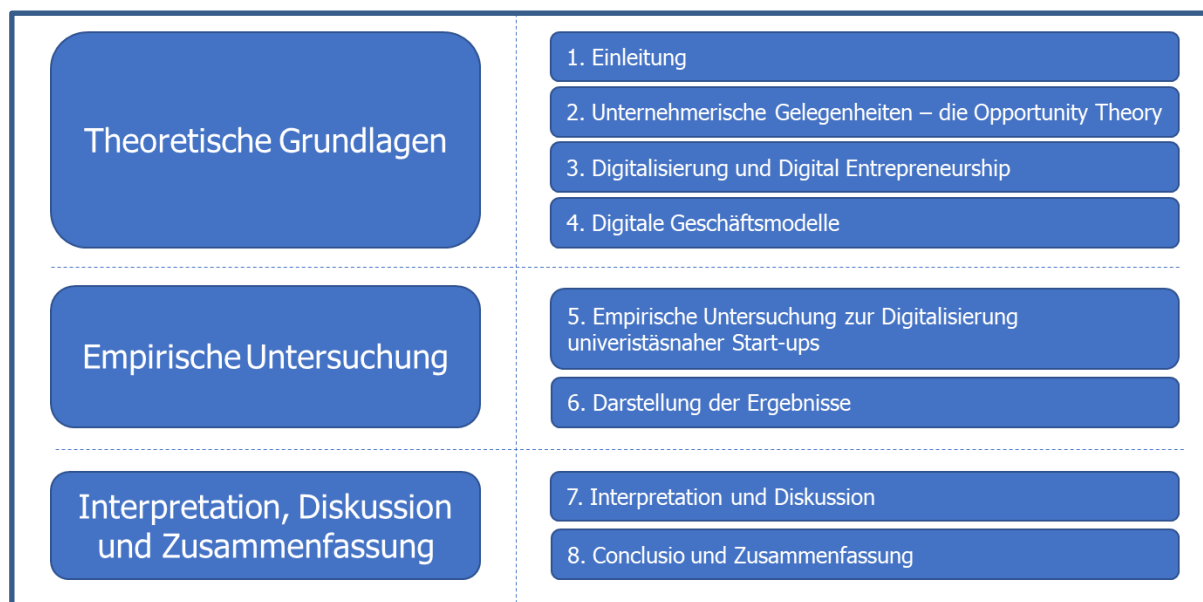 Theoretische Grundlagen
1. Einleitung
2. Unternehmerische Gelegenheiten – die Opportunity Theory
3. Digitalisierung und Digital Entrepreneurship
4. Digitale Geschäftsmodelle
Empirische Untersuchung
5. Empirische Untersuchung zur Digitalisierung
univeristäsnaher Start-ups
6. Darstellung der Ergebnisse
Interpretation, Diskussion
und Zusammenfassung
7. Interpretation und Diskussion
8. Conclusio und Zusammenfassung